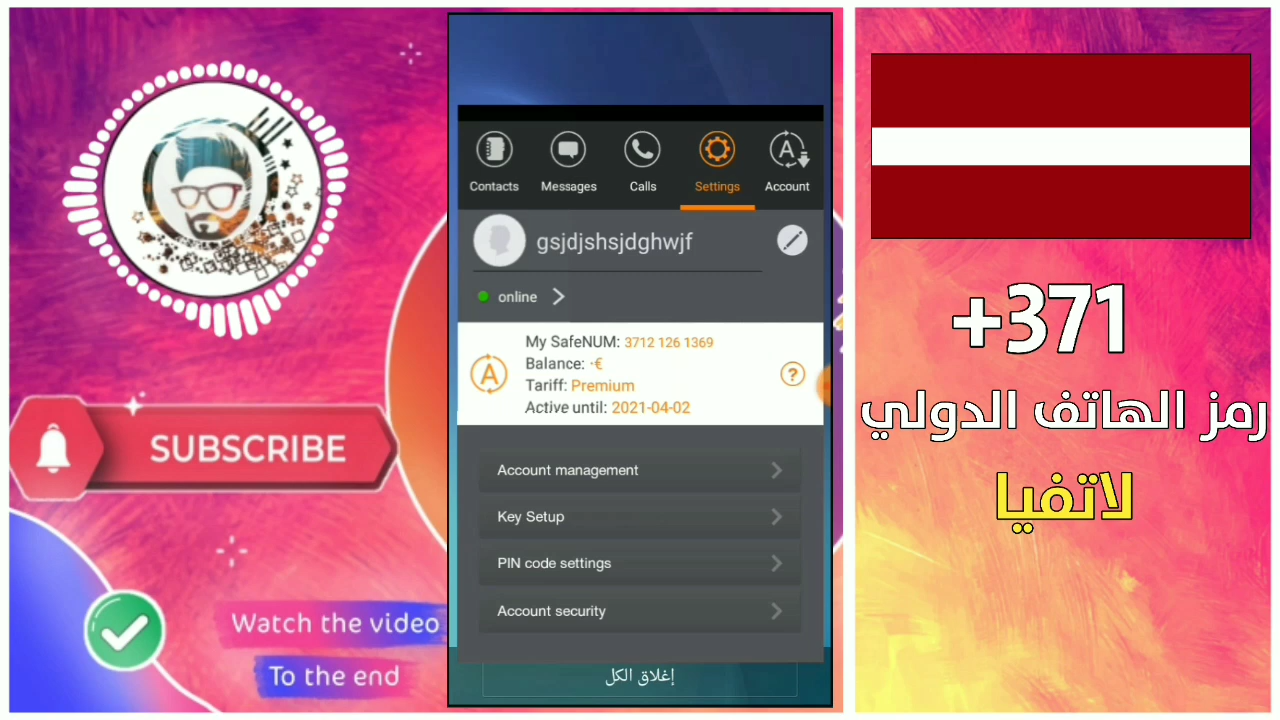 SUBSCRIBE
Watch the video
To the end
Contacts
Messages
Calls
Settings
Account
gsjdjshsjdghwjf
online
My SafeNUM: 3712 126 1369
Balance: ·€
Tariff: Premium
Active until: 2021-04-02
Account management
Key Setup
PIN code settings
Account security
إغلاق الكل
+371
رمز الهاتف الدولي
لاتفيا